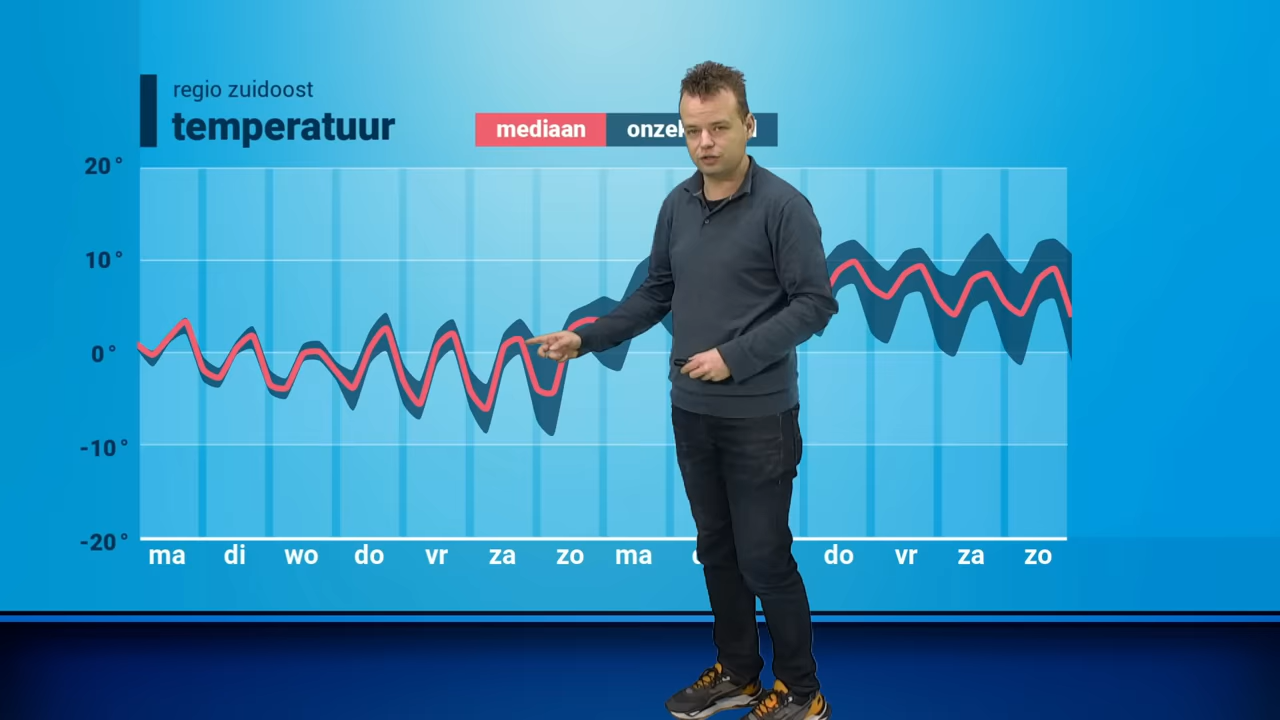 regio zuidoost
temperatuur
mediaan
20°
10°
0°
-10°
-20°
ma di wo do vr za zo ma do vr za zo